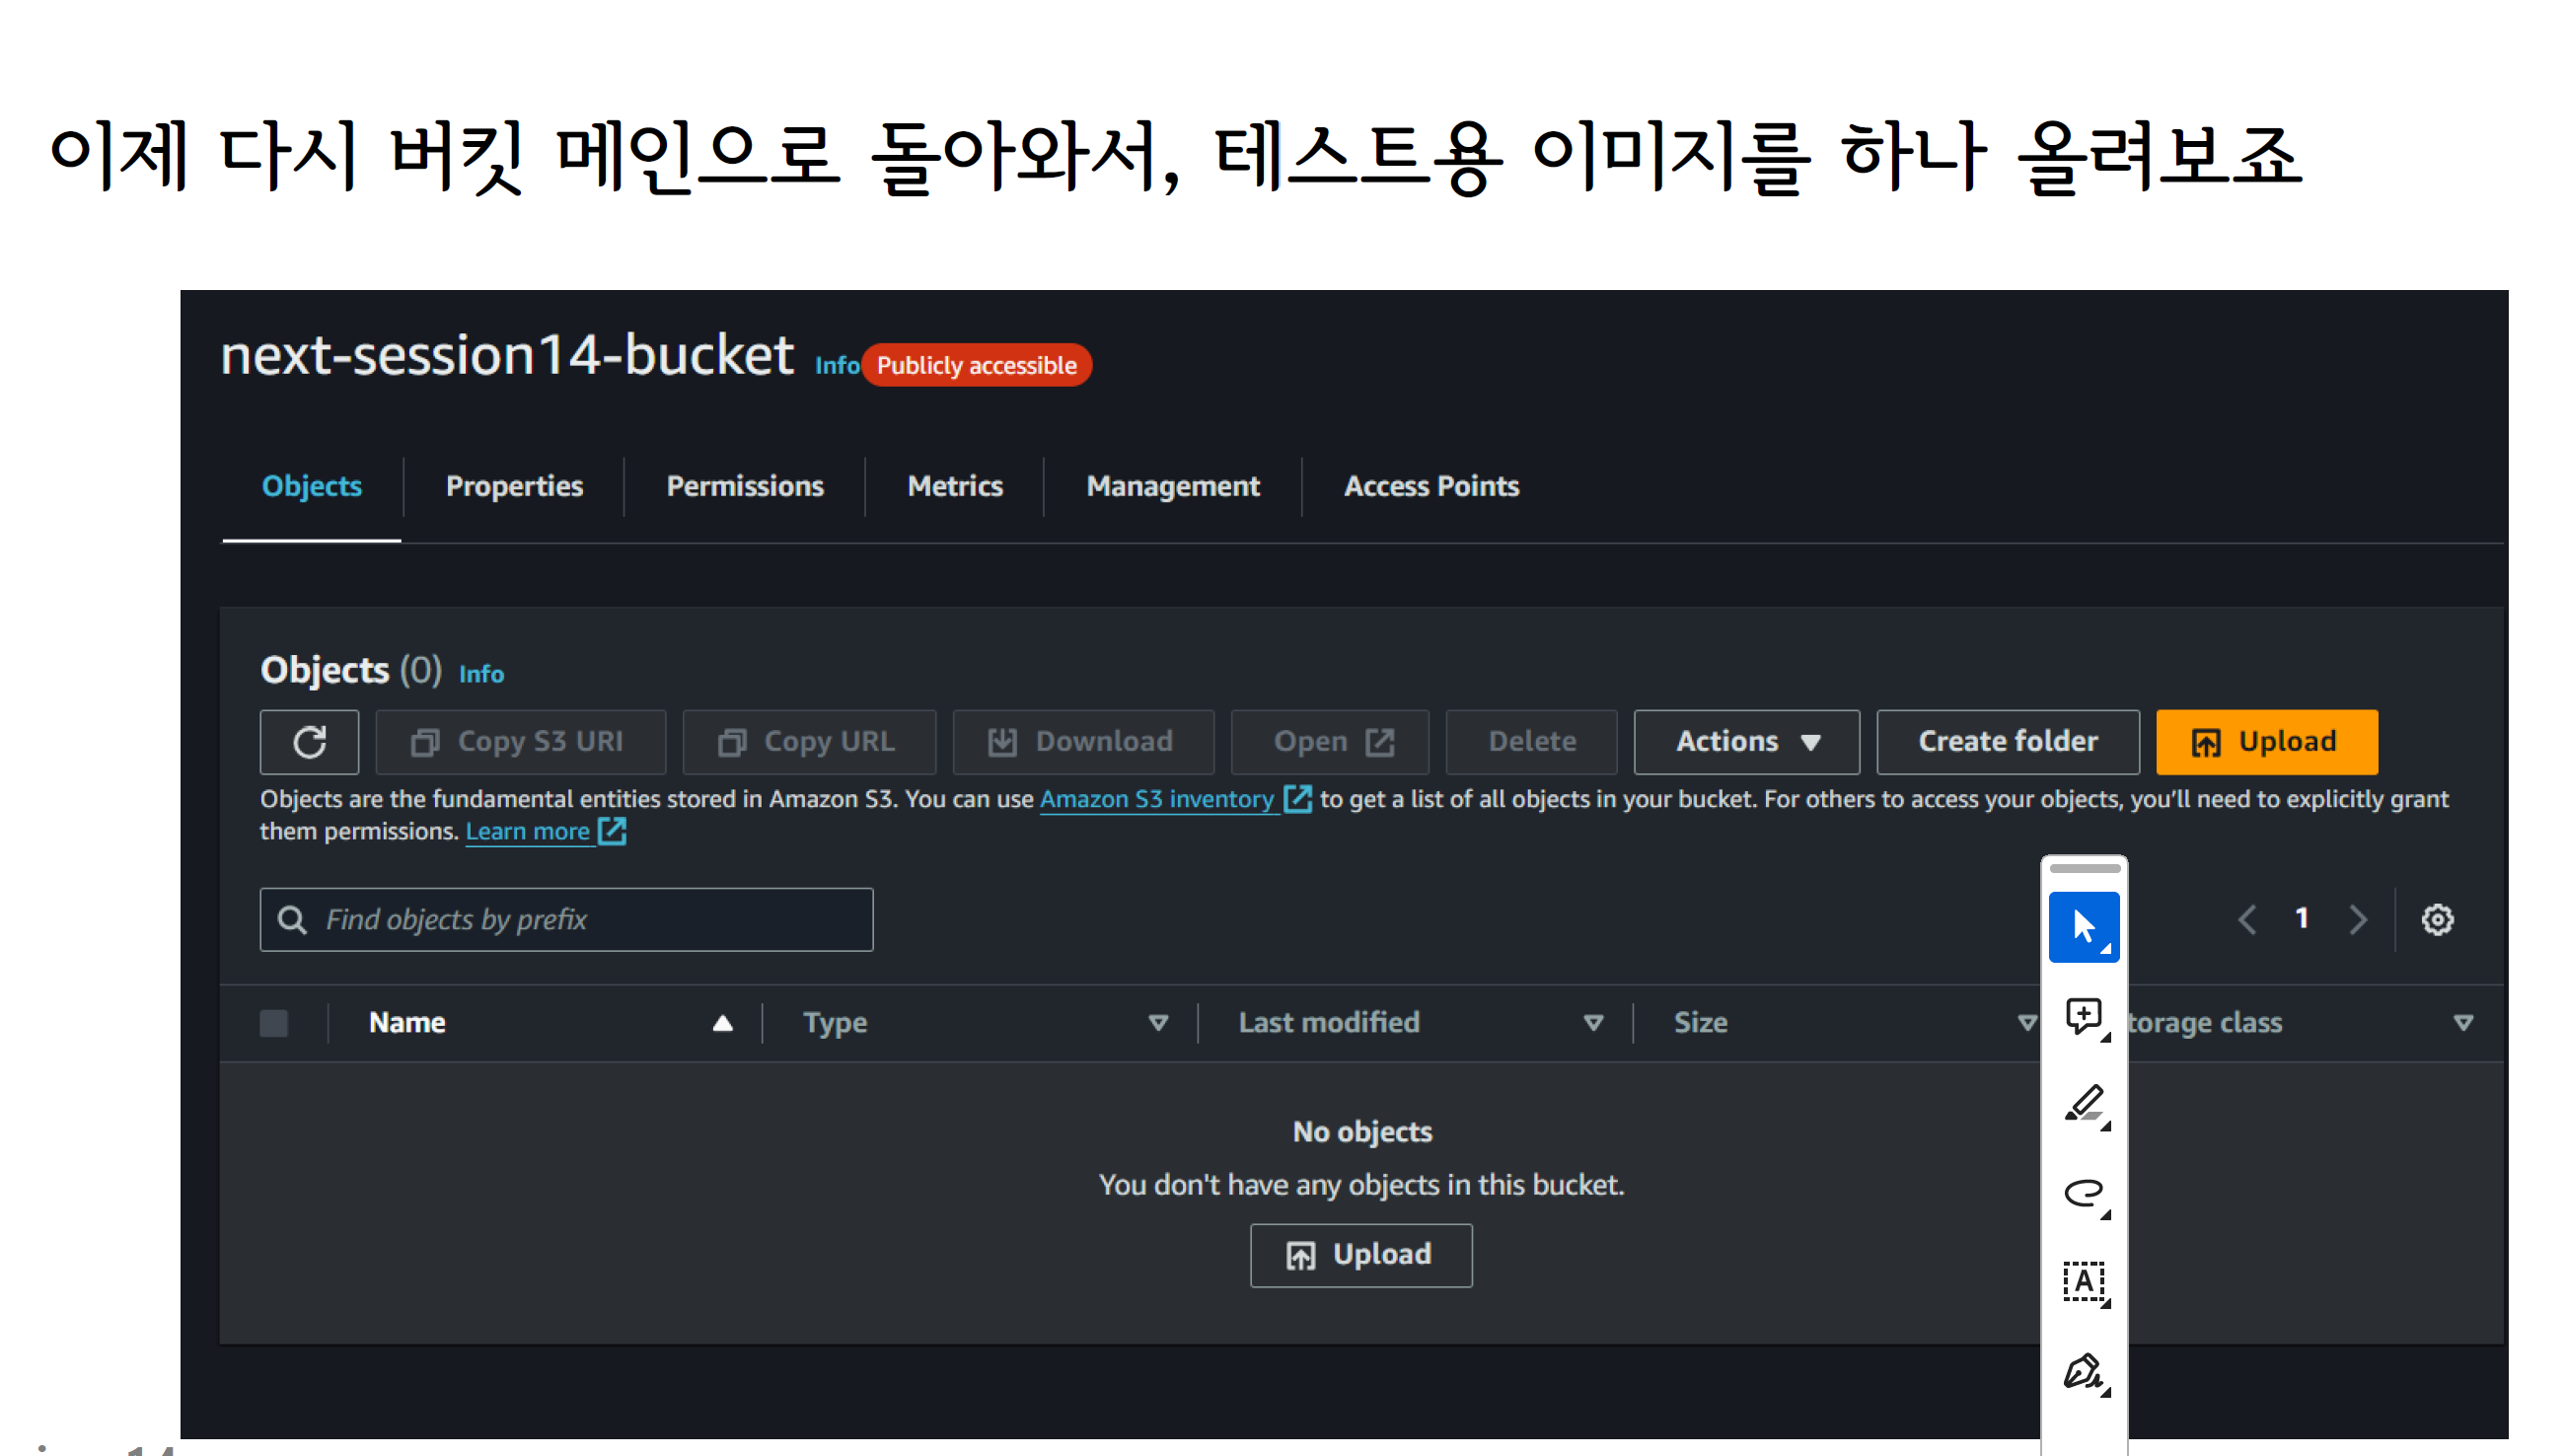 이제 다시 버킷 메인으로 돌아와서, 테스트용 이미지를 하나 올려보죠
next-session14-bucket Info Publicly accessible
Objects Properties Permissions Metrics Management Access Points
Objects (0) Info
Copy S3 URI Copy URL Download Open Delete Actions Create folder Upload
Objects are the fundamental entities stored in Amazon S3. You can use Amazon S3 inventory to get a list of all objects in your bucket. For others to access your objects, you'll need to explicitly grant
them permissions. Learn more
Find objects by prefix
1
Name Type Last modified Size torage class
No objects
You don't have any objects in this bucket.
Upload
A